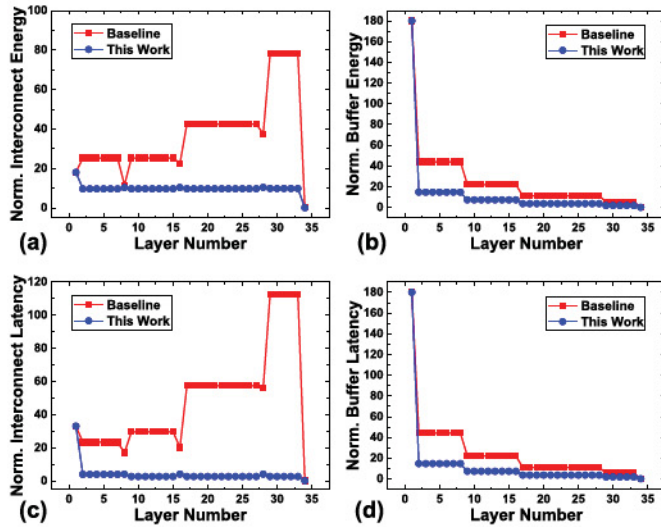 100
80
60
40
20
0
Norm. Interconnect Energy
Baseline
This Work
0 5 10 15 20 25 30 35
(a)
Layer Number
180
160
140
120
100
80
60
40
20
0
Norm. Buffer Energy
Baseline
This Work
0 5 10 15 20 25 30 35
(b)
Layer Number
120
100
80
60
40
20
0
Norm. Interconnect Latency
Baseline
This Work
0 5 10 15 20 25 30 35
(c)
Layer Number
180
160
140
120
100
80
60
40
20
0
Norm. Buffer Latency
Baseline
This Work
0 5 10 15 20 25 30 35
(d)
Layer Number